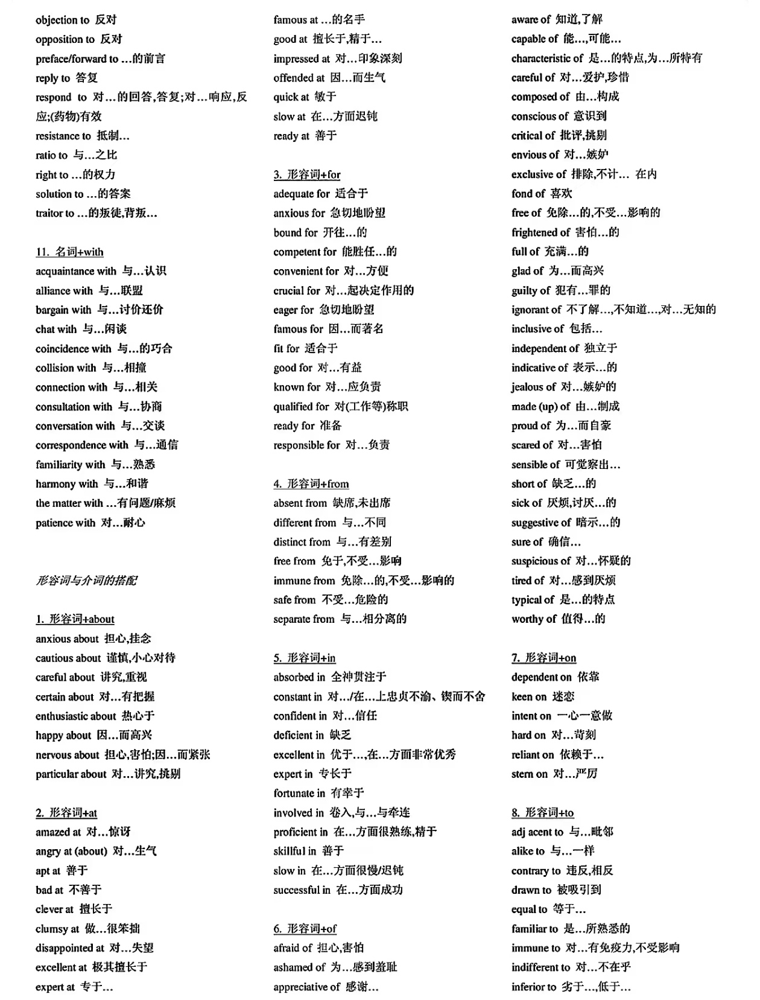 objection to 反对
opposition to 反对
preface/forward to …的前言
reply to 答复
respond to 对…的回答,答复;对…响应,反
应;(药物)有效
resistance to 抵制…
ratio to 与…之比
right to …的权力
solution to …的答案
traitor to …的叛徒,背叛…
11. 名词+with
acquaintance with 与…认识
alliance with 与…联盟
bargain with 与…讨价还价
chat with 与…闲谈
coincidence with 与…的巧合
collision with 与…相撞
connection with 与…相关
consultation with 与…协商
conversation with 与…交谈
correspondence with 与…通信
familiarity with 与…熟悉
harmony with 与…和谐
the matter with …有问题/麻烦
patience with 对…耐心
形容词与介词的搭配
1. 形容词+about
anxious about 担心,挂念
cautious about 谨慎,小心对待
careful about 讲究,重视
certain about 对…有把握
enthusiastic about 热心于
happy about 因…而高兴
nervous about 担心,害怕;因…而紧张
particular about 对…讲究,挑剔
2. 形容词+at
amazed at 对…惊讶
angry at (about) 对…生气
apt at 善于
bad at 不善于
clever at 擅长于
clumsy at 做…很笨拙
disappointed at 对…失望
excellent at 极其擅长于
expert at 专于…
famous at …的名手
good at 擅长于,精于…
impressed at 对…印象深刻
offended at 因…而生气
quick at 敏于
slow at 在…方面迟钝
ready at 善于
3. 形容词+for
adequate for 适合于
anxious for 急切地盼望
bound for 开往…的
competent for 能胜任…的
convenient for 对…方便
crucial for 对…起决定作用的
eager for 急切地盼望
famous for 因…而著名
fit for 适合于
good for 对…有益
known for 对…应负责
qualified for 对(工作等)称职
ready for 准备
responsible for 对…负责
4. 形容词+from
absent from 缺席,未出席
different from 与…不同
distinct from 与…有差别
free from 免于,不受…影响
immune from 免除…的,不受…影响的
safe from 不受…危险的
separate from 与…相分离的
5. 形容词+in
absorbed in 全神贯注于
constant in 对…/在…上忠贞不渝、锲而不舍
confident in 对…信任
deficient in 缺乏
excellent in 优于…,在…方面非常优秀
expert in 专长于
fortunate in 有幸于
involved in 卷入,与…与牵连
proficient in 在…方面很熟练,精于
skillful in 善于
slow in 在…方面很慢/迟钝
successful in 在…方面成功
6. 形容词+of
afraid of 担心,害怕
ashamed of 为…感到羞耻
appreciative of 感谢…
aware of 知道,了解
capable of 能…,可能…
characteristic of 是…的特点,为…所特有
careful of 对…爱护,珍惜
composed of 由…构成
conscious of 意识到
critical of 批评,挑剔
envious of 对…嫉妒
exclusive of 排除,不计… 在内
fond of 喜欢
free of 免除…的,不受…影响的
frightened of 害怕…的
full of 充满…的
glad of 为…而高兴
guilty of 犯有…罪的
ignorant of 不了解…,不知道…,对…无知的
inclusive of 包括…
independent of 独立于
indicative of 表示…的
jealous of 对…嫉妒的
made (up) of 由…制成
proud of 为…而自豪
scared of 对…害怕
sensible of 可觉察出…
short of 缺乏…的
sick of 厌烦,讨厌…的
suggestive of 暗示…的
sure of 确信…
suspicious of 对…怀疑的
tired of 对…感到厌烦
typical of 是…的特点
worthy of 值得…的
7. 形容词+on
dependent on 依靠
keen on 迷恋
intent on 一心一意做
hard on 对…苛刻
reliant on 依赖于…
stern on 对…严厉
8. 形容词+to
adj acent to 与…毗邻
alike to 与…一样
contrary to 违反,相反
drawn to 被吸引到
equal to 等于…
familiar to 是…所熟悉的
immune to 对…有免疫力,不受影响
indifferent to 对…不在乎
inferior to 劣于…,低于…